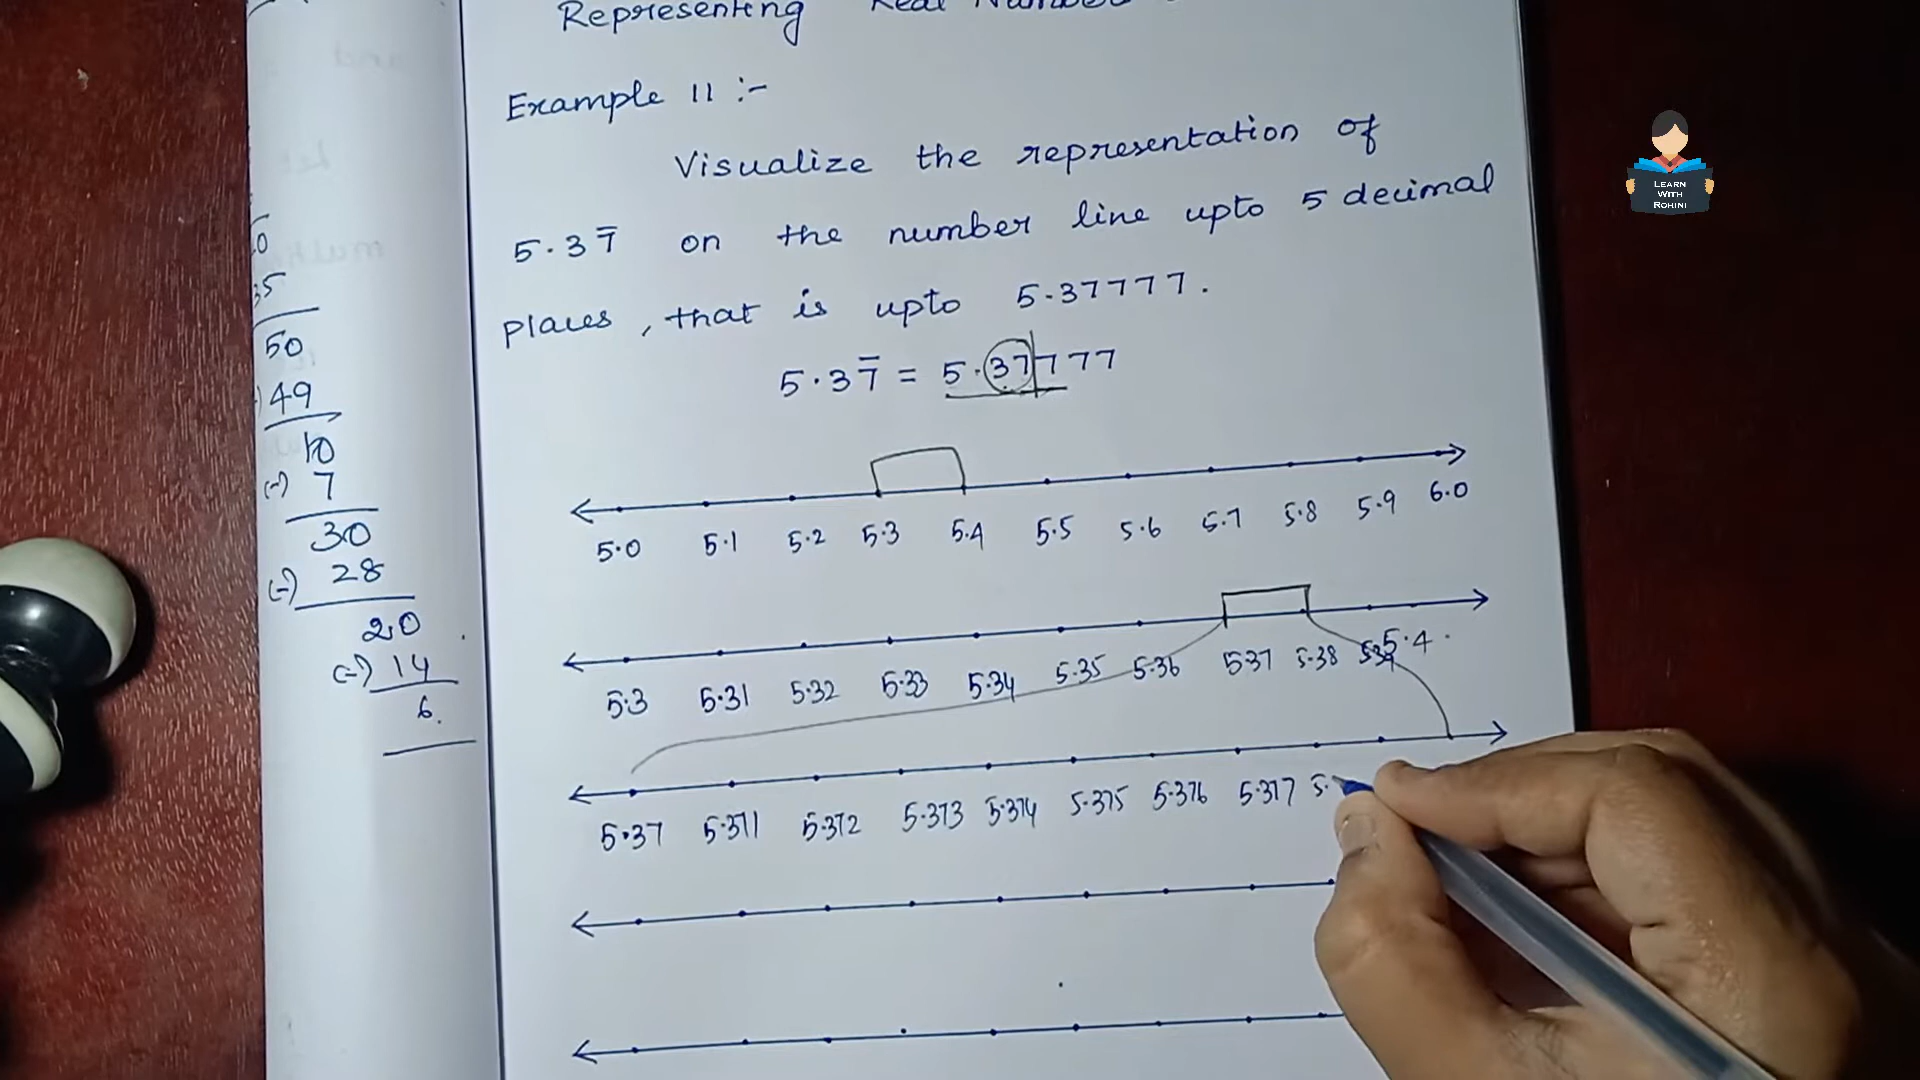 Representing Real Number
Example 11 :-
Visualize the representation of
5.37̅ on the number line upto 5 decimal
places, that is upto 5.37777.
5.37̅ = 5.37777
5.0 5.1 5.2 5.3 5.4 5.5 5.6 5.7 5.8 5.9 6.0
5.3 5.31 5.32 5.33 5.34 5.35 5.36 5.37 5.38 5.39 5.4
5.37 5.371 5.372 5.373 5.374 5.375 5.376 5.377 5.
50
(-) 49
10
(-) 7
30
(-) 28
20
(-) 14
6.
LEARN
WITH
ROHINI